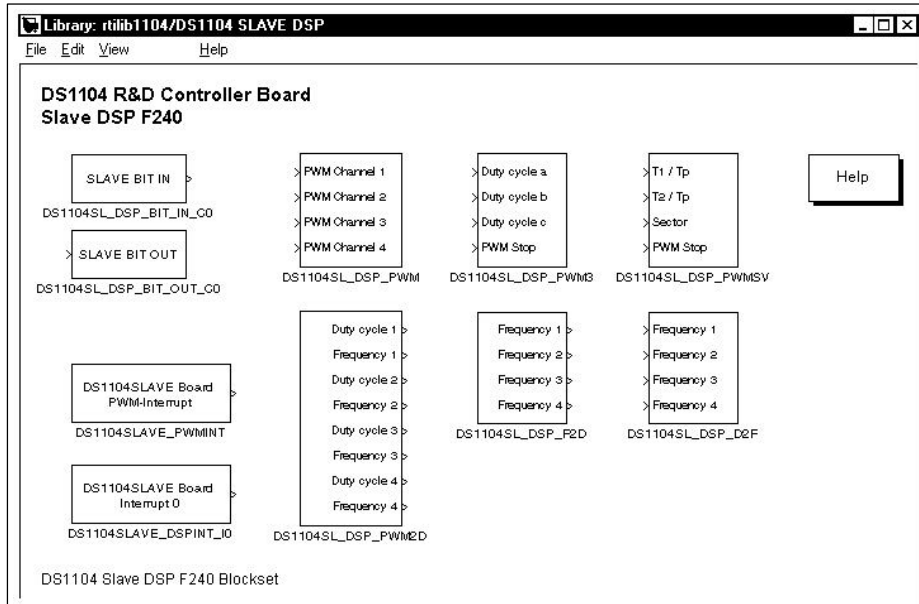 Library: rtilib1104/DS1104 SLAVE DSP
File Edit View Help
DS1104 R&D Controller Board
Slave DSP F240
SLAVE BIT IN
DS1104SL_DSP_BIT_IN_C0
SLAVE BIT OUT
DS1104SL_DSP_BIT_OUT_C0
PWM Channel 1
PWM Channel 2
PWM Channel 3
PWM Channel 4
DS1104SL_DSP_PWM
Duty cycle a
Duty cycle b
Duty cycle c
PWM Stop
DS1104SL_DSP_PWM3
T1 / Tp
T2 / Tp
Sector
PWM Stop
DS1104SL_DSP_PWMSV
Help
DS1104SLAVE Board
PWM-Interrupt
DS1104SLAVE_PWMINT
DS1104SLAVE Board
Interrupt 0
DS1104SLAVE_DSPINT_I0
Duty cycle 1
Frequency 1
Duty cycle 2
Frequency 2
Duty cycle 3
Frequency 3
Duty cycle 4
Frequency 4
DS1104SL_DSP_PWM2D
Frequency 1
Frequency 2
Frequency 3
Frequency 4
DS1104SL_DSP_F2D
Frequency 1
Frequency 2
Frequency 3
Frequency 4
DS1104SL_DSP_D2F
DS1104 Slave DSP F240 Blockset